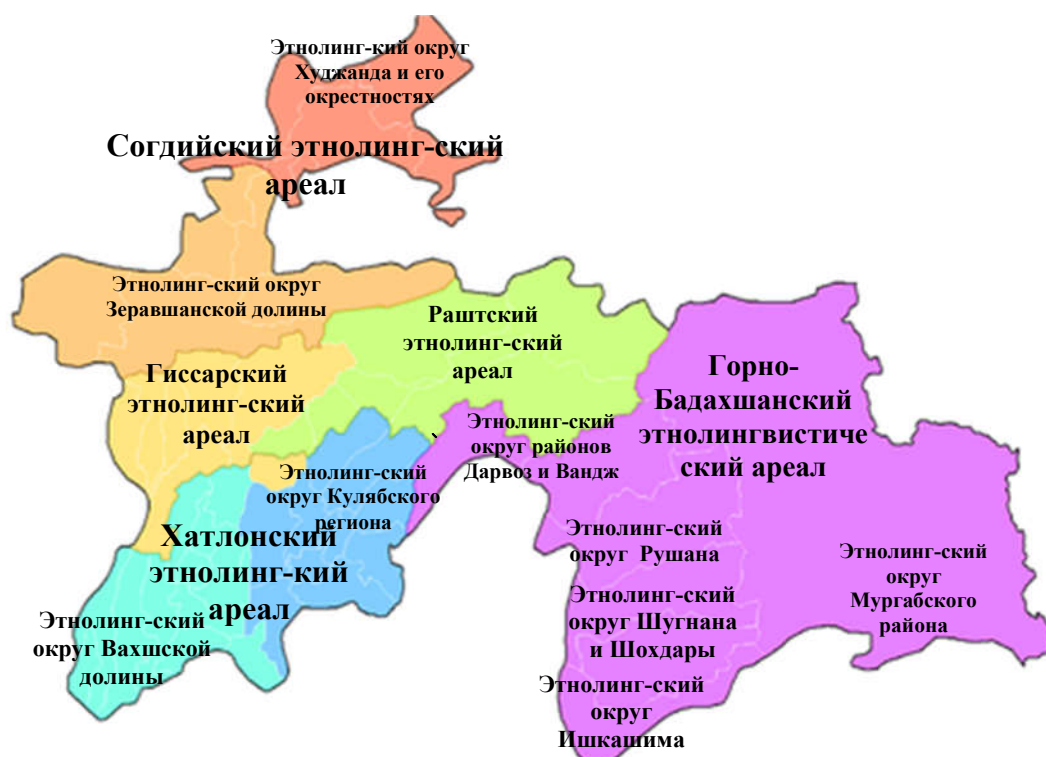 Этнолинг-кий округ
Худжанда и его
окрестностях
Согдийский этнолинг-ский
ареал
Этнолинг-ский округ
Зеравшанской долины
Раштский
этнолинг-ский
ареал
Гиссарский
этнолинг-ский
ареал
Горно-
Бадахшанский
этнолингвистиче
ский ареал
Этнолинг-ский
округ районов
Дарвоз и Вандж
Этнолинг-ский
округ Кулябского
региона
Хатлонский
этнолинг-кий
ареал
Этнолинг-ский
округ Вахшской
долины
Этнолинг-ский
округ Рушана
Этнолинг-ский
округ Шугнана
и Шохдары
Этнолинг-ский
округ
Ишкашима
Этнолинг-ский
округ
Мургабского
района